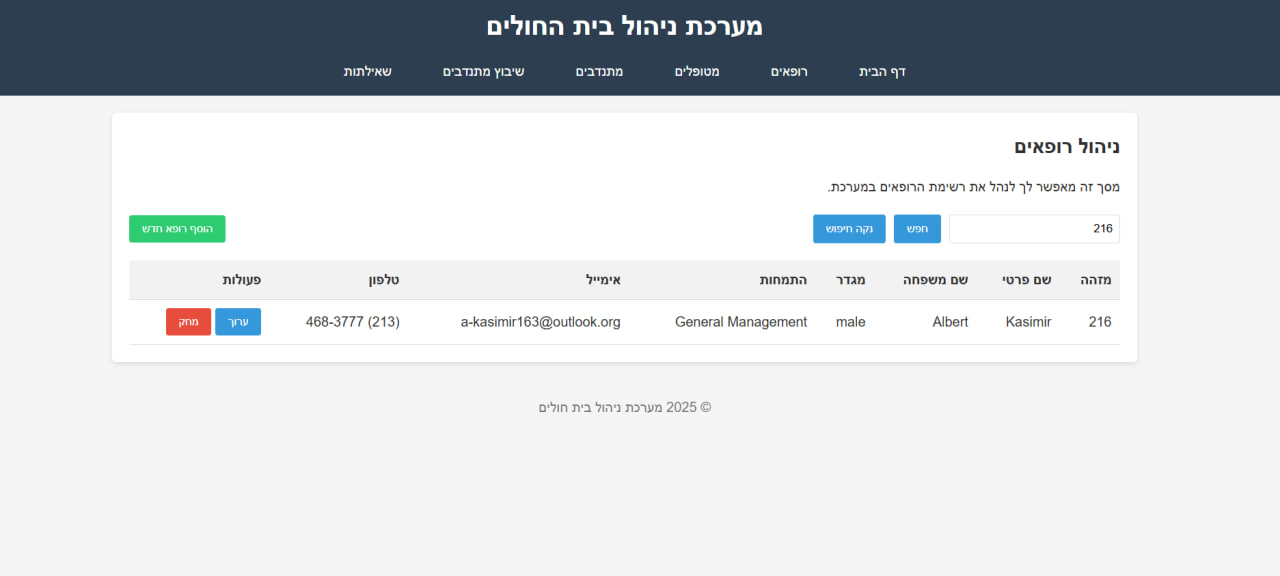 מערכת ניהול בית החולים
דף הבית רופאים מטופלים מתנדבים שיבוץ מתנדבים שאילתות
ניהול רופאים
מסך זה מאפשר לך לנהל את רשימת הרופאים במערכת.
216 חפש נקה חיפוש הוסף רופא חדש
מזהה שם פרטי שם משפחה מגדר התמחות אימייל טלפון פעולות
216 Kasimir Albert male General Management a-kasimir163@outlook.org 468-3777 (213) ערוך מחק
© 2025 מערכת ניהול בית חולים